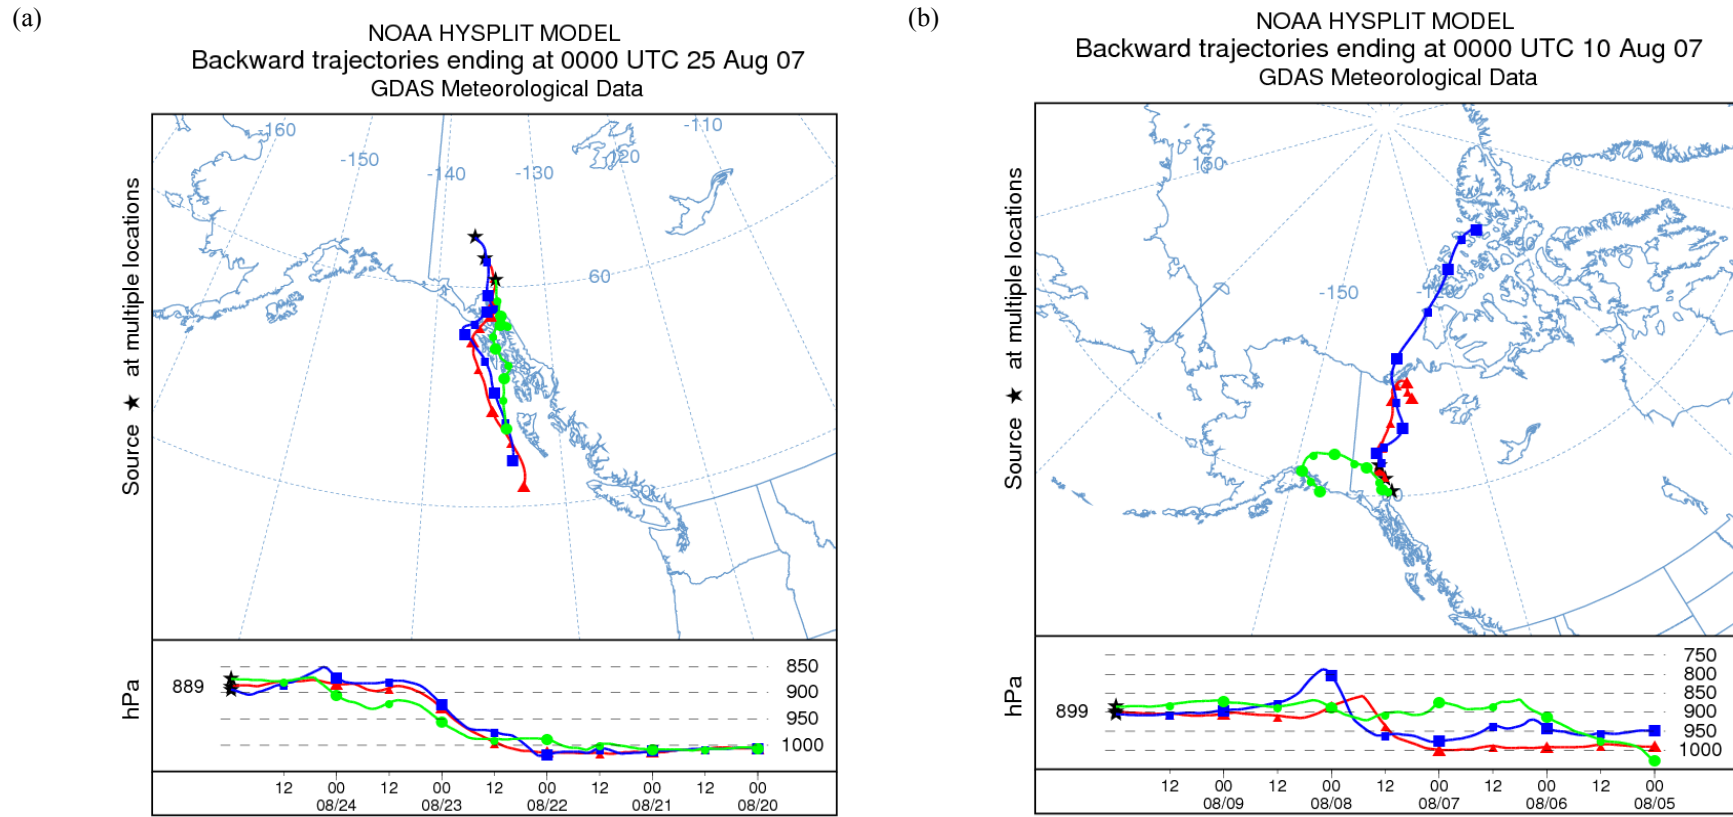 (a)
NOAA HYSPLIT MODEL
Backward trajectories ending at 0000 UTC 25 Aug 07
GDAS Meteorological Data
Source ★ at multiple locations
-160
-150
-140
-130
-120
-110
60
hPa
889
850
900
950
1000
12 00 12 00 12 00 12 00 12 00
08/24 08/23 08/22 08/21 08/20
(b)
NOAA HYSPLIT MODEL
Backward trajectories ending at 0000 UTC 10 Aug 07
GDAS Meteorological Data
Source ★ at multiple locations
150
60
-150
hPa
899
750
800
850
900
950
1000
12 00 12 00 12 00 12 00 12 00
08/09 08/08 08/07 08/06 08/05